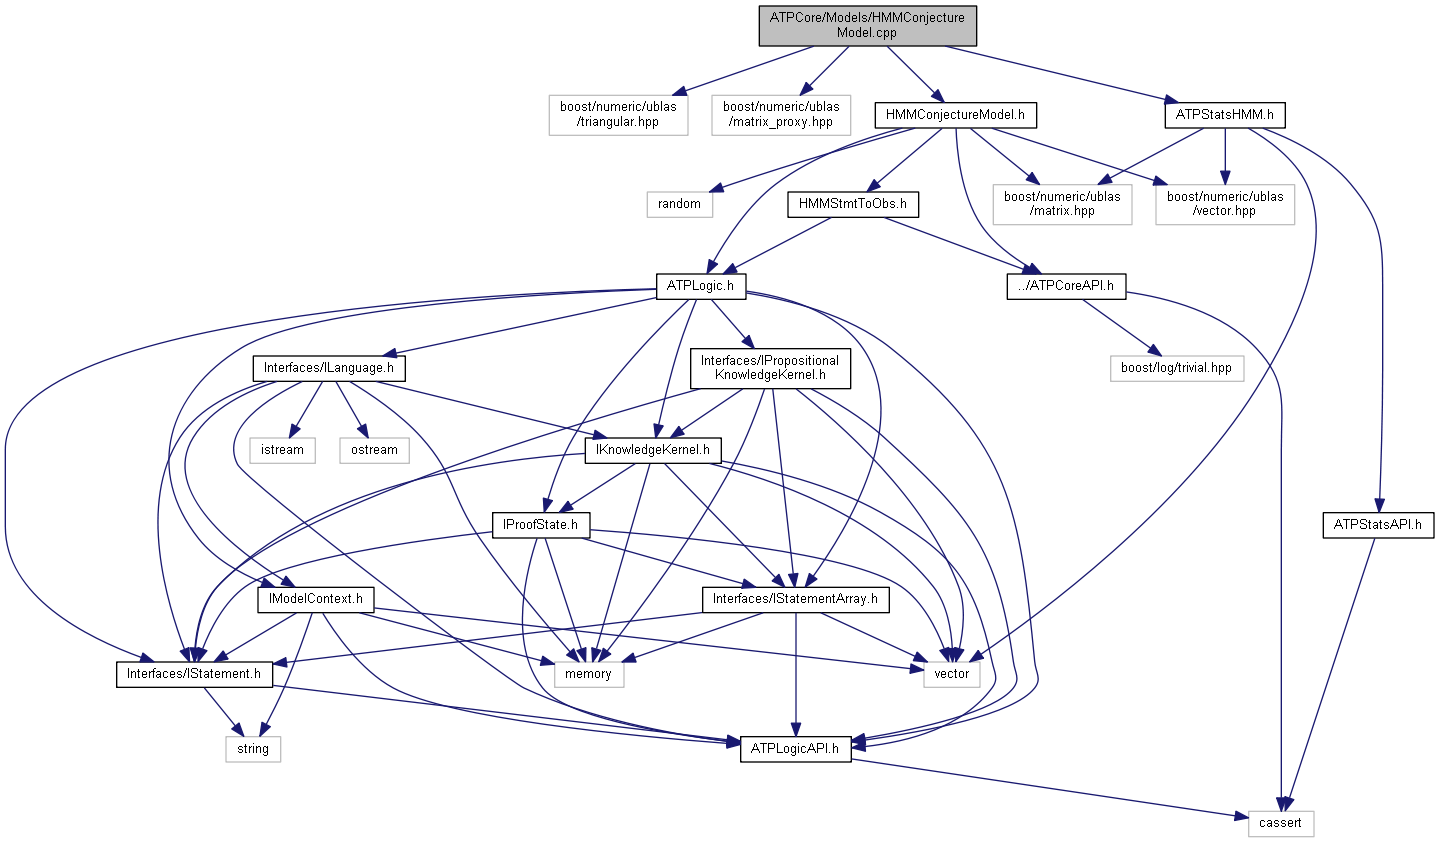 ATPCore/Models/HMMConjecture
Model.cpp
boost/numeric/ublas
/triangular.hpp
boost/numeric/ublas
/matrix_proxy.hpp
HMMConjectureModel.h
ATPStatsHMM.h
random
HMMStmtToObs.h
boost/numeric/ublas
/matrix.hpp
boost/numeric/ublas
/vector.hpp
ATPLogic.h
../ATPCoreAPI.h
Interfaces/ILanguage.h
Interfaces/IPropositional
KnowledgeKernel.h
boost/log/trivial.hpp
istream
ostream
IKnowledgeKernel.h
IProofState.h
ATPStatsAPI.h
IModelContext.h
Interfaces/IStatementArray.h
Interfaces/IStatement.h
memory
vector
string
ATPLogicAPI.h
cassert